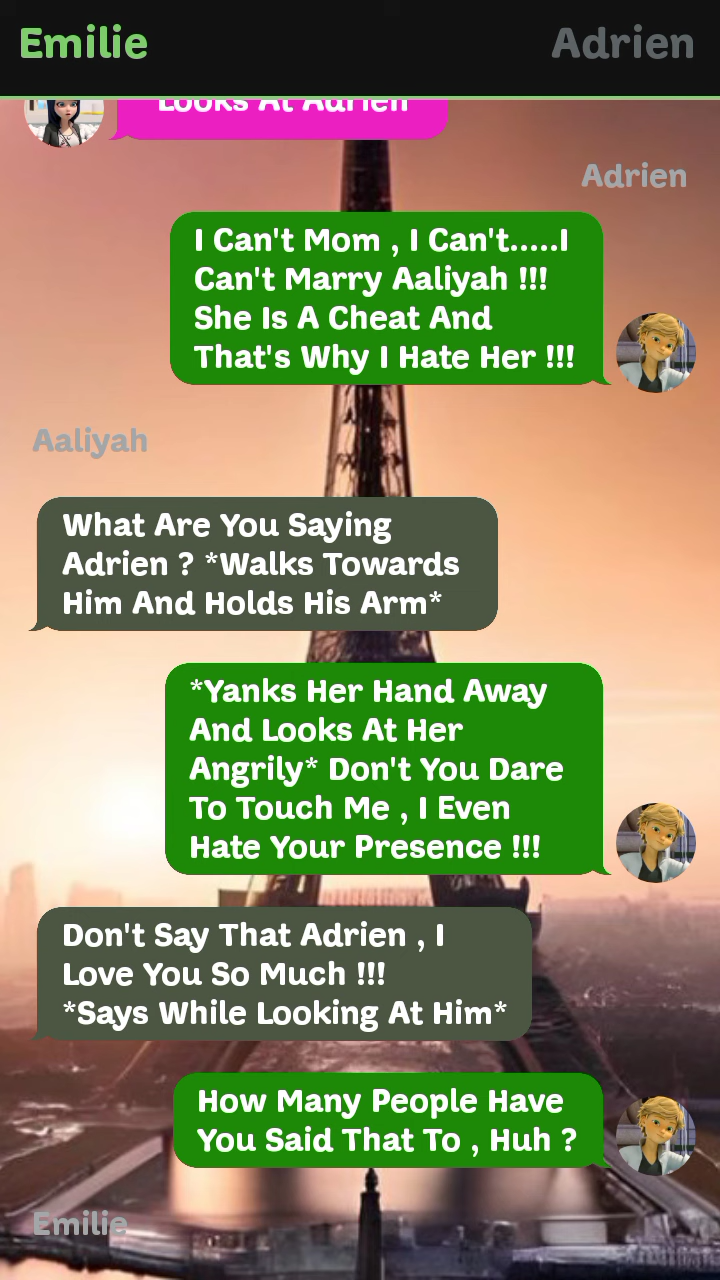 Emilie
Adrien
Looks At Adrien
Adrien
I Can't Mom , I Can't.....I
Can't Marry Aaliyah !!!
She Is A Cheat And
That's Why I Hate Her !!!
Aaliyah
What Are You Saying
Adrien ? *Walks Towards
Him And Holds His Arm*
*Yanks Her Hand Away
And Looks At Her
Angrily* Don't You Dare
To Touch Me , I Even
Hate Your Presence !!!
Don't Say That Adrien , I
Love You So Much !!!
*Says While Looking At Him*
How Many People Have
You Said That To , Huh ?
Emilie